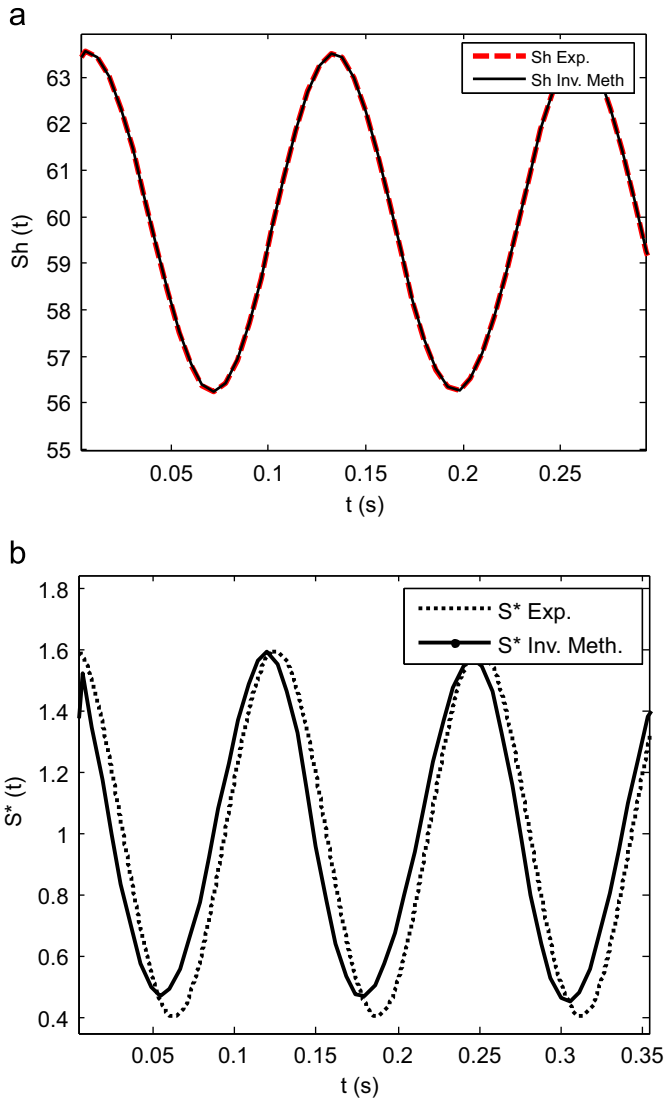 a
63
62
61
60
59
58
57
56
55
Sh (t)
Sh Exp.
Sh Inv. Meth
0.05
0.1
0.15
0.2
0.25
t (s)
b
1.8
1.6
1.4
1.2
1
0.8
0.6
0.4
S* (t)
S* Exp.
S* Inv. Meth.
0.05
0.1
0.15
0.2
0.25
0.3
0.35
t (s)